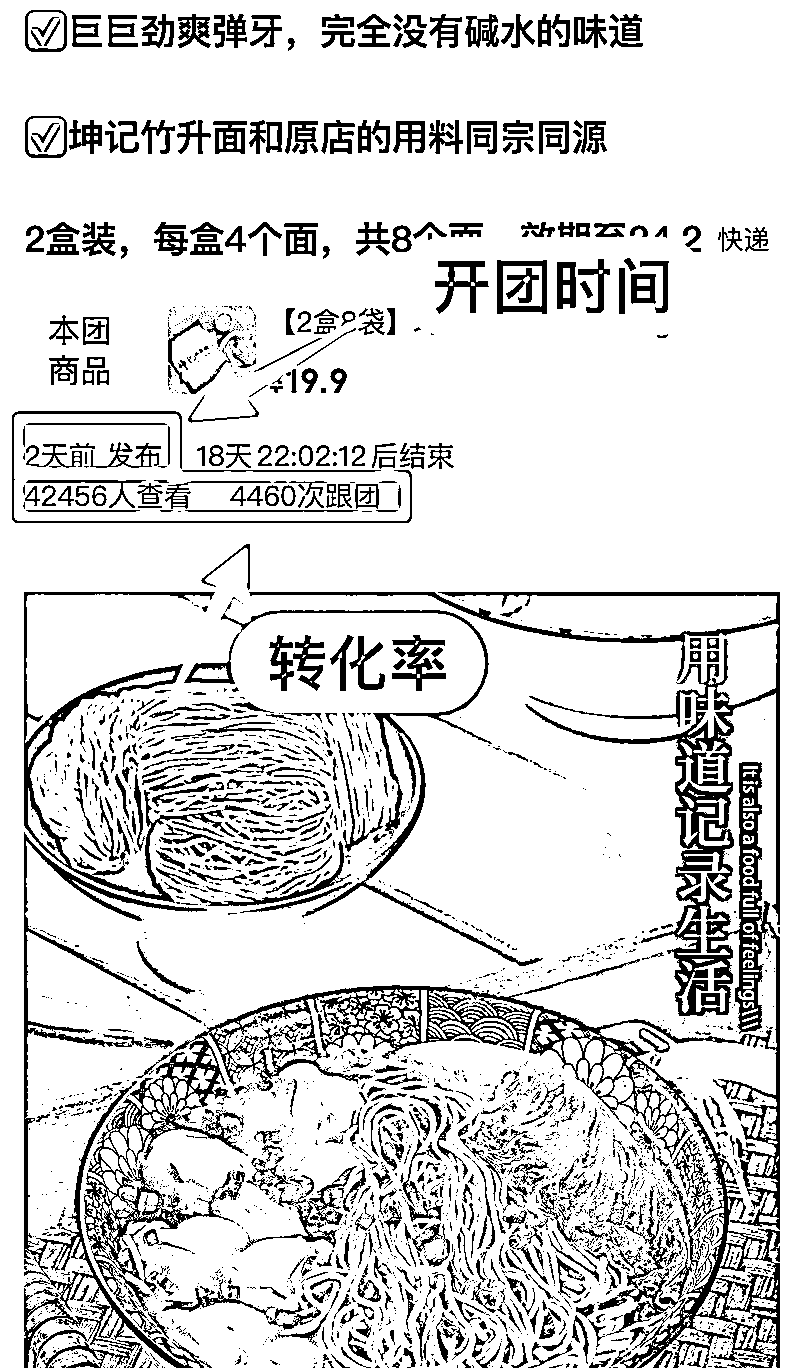 巨巨劲爽弹牙，完全没有碱水的味道
坤记竹升面和原店的用料同宗同源
2盒装，每盒4个面，共8个面，效期至24.2 快递
开团时间
本团
商品
【2盒8袋】
¥19.9
2天前 发布 18天22:02:12后结束
42456人查看 4460次跟团
转化率
用味道记录生活
It is also a food full of feelings\\